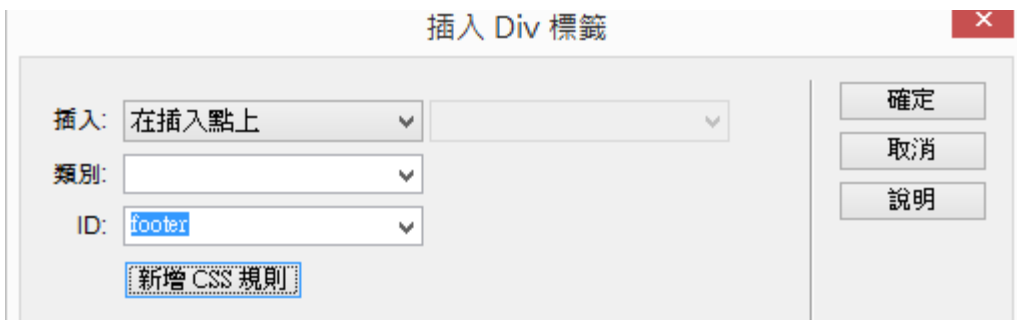 插入 Div 標籤
插入: 在插入點上
確定
類別:
取消
ID: footer
說明
新增 CSS 規則